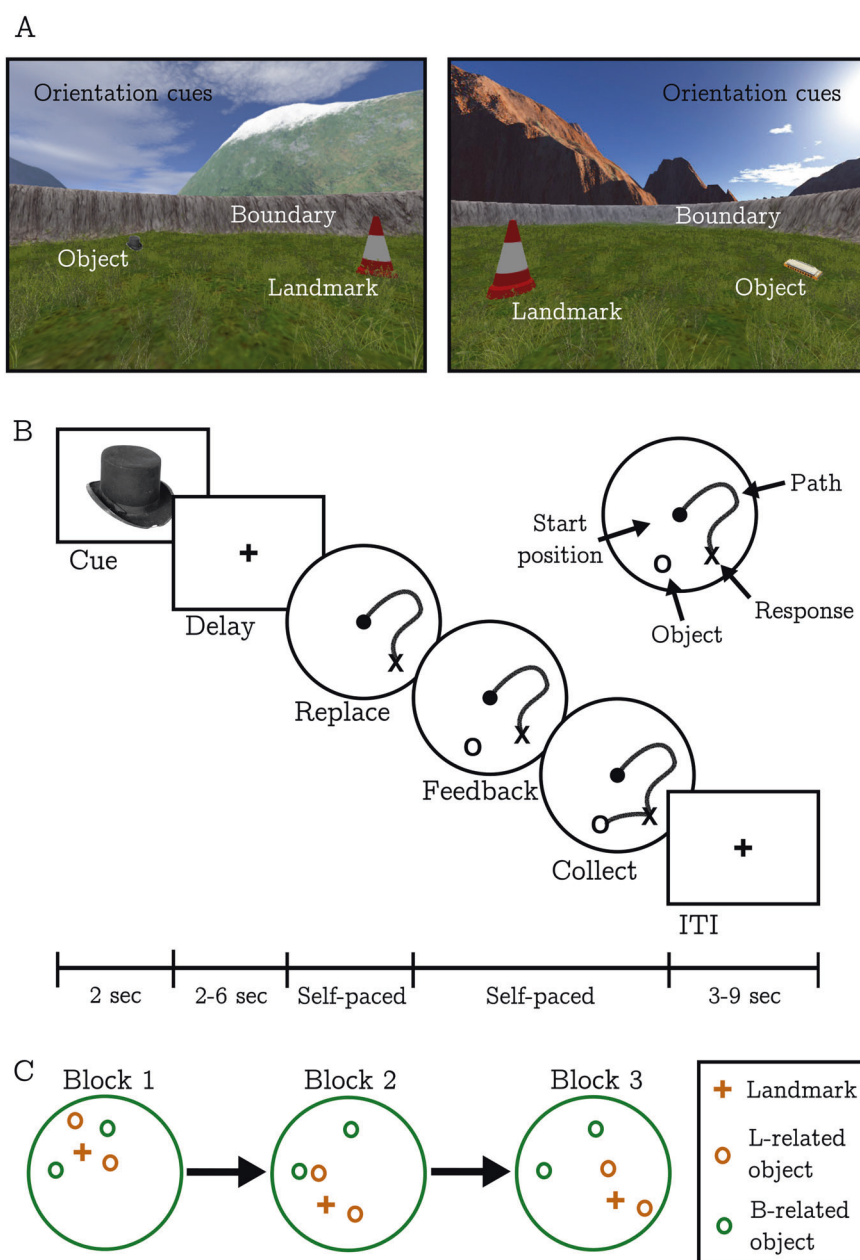 A
Orientation cues
Boundary
Object
Landmark
Orientation cues
Boundary
Landmark
Object
B
Cue
Delay
Replace
Feedback
Collect
ITI
Start
position
Path
Response
Object
X
O
X
O
X
O
X
2 sec
2-6 sec
Self-paced
Self-paced
3-9 sec
C
Block 1
Block 2
Block 3
Landmark
L-related
object
B-related
object